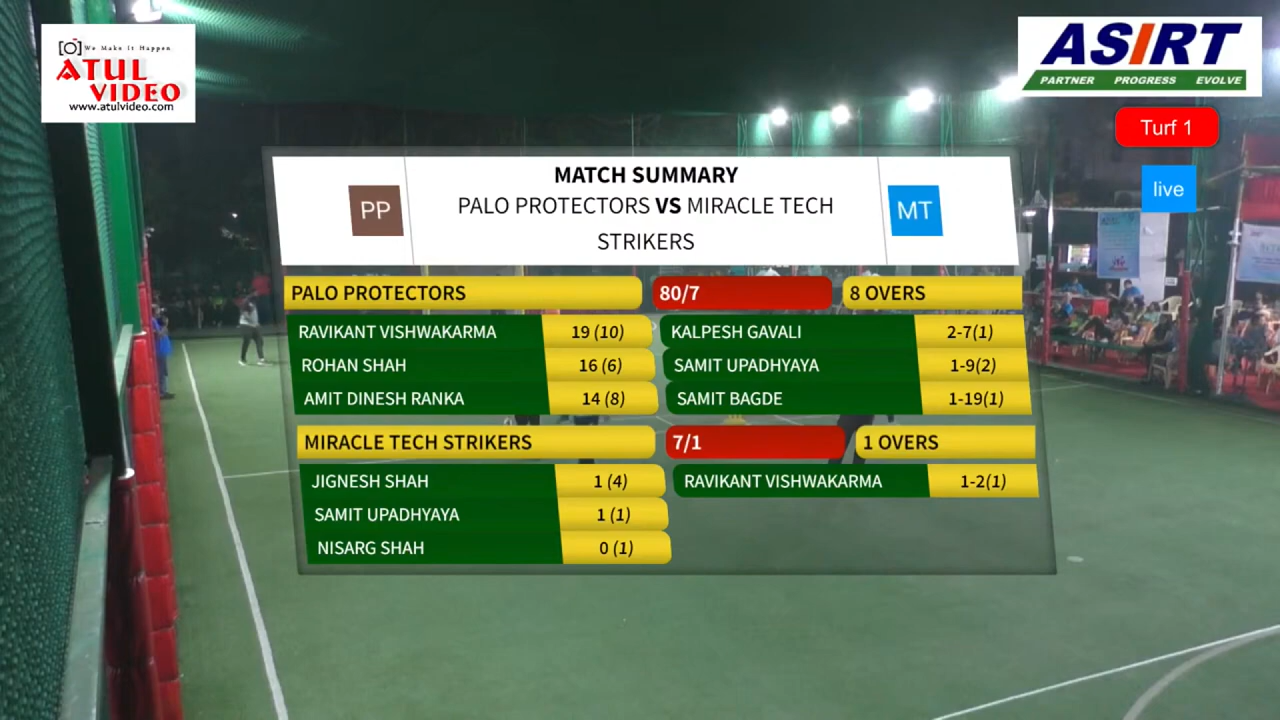 We Make It Happen
ATUL
VIDEO
www.atulvideo.com
ASIRT
PARTNER PROGRESS EVOLVE
Turf 1
live
MATCH SUMMARY
PP
PALO PROTECTORS VS MIRACLE TECH
STRIKERS
MT
PALO PROTECTORS 80/7 8 OVERS
RAVIKANT VISHWAKARMA 19 (10) KALPESH GAVALI 2-7(1)
ROHAN SHAH 16 (6) SAMIT UPADHYAYA 1-9(2)
AMIT DINESH RANKA 14 (8) SAMIT BAGDE 1-19(1)
MIRACLE TECH STRIKERS 7/1 1 OVERS
JIGNESH SHAH 1 (4) RAVIKANT VISHWAKARMA 1-2(1)
SAMIT UPADHYAYA 1 (1)
NISARG SHAH 0 (1)